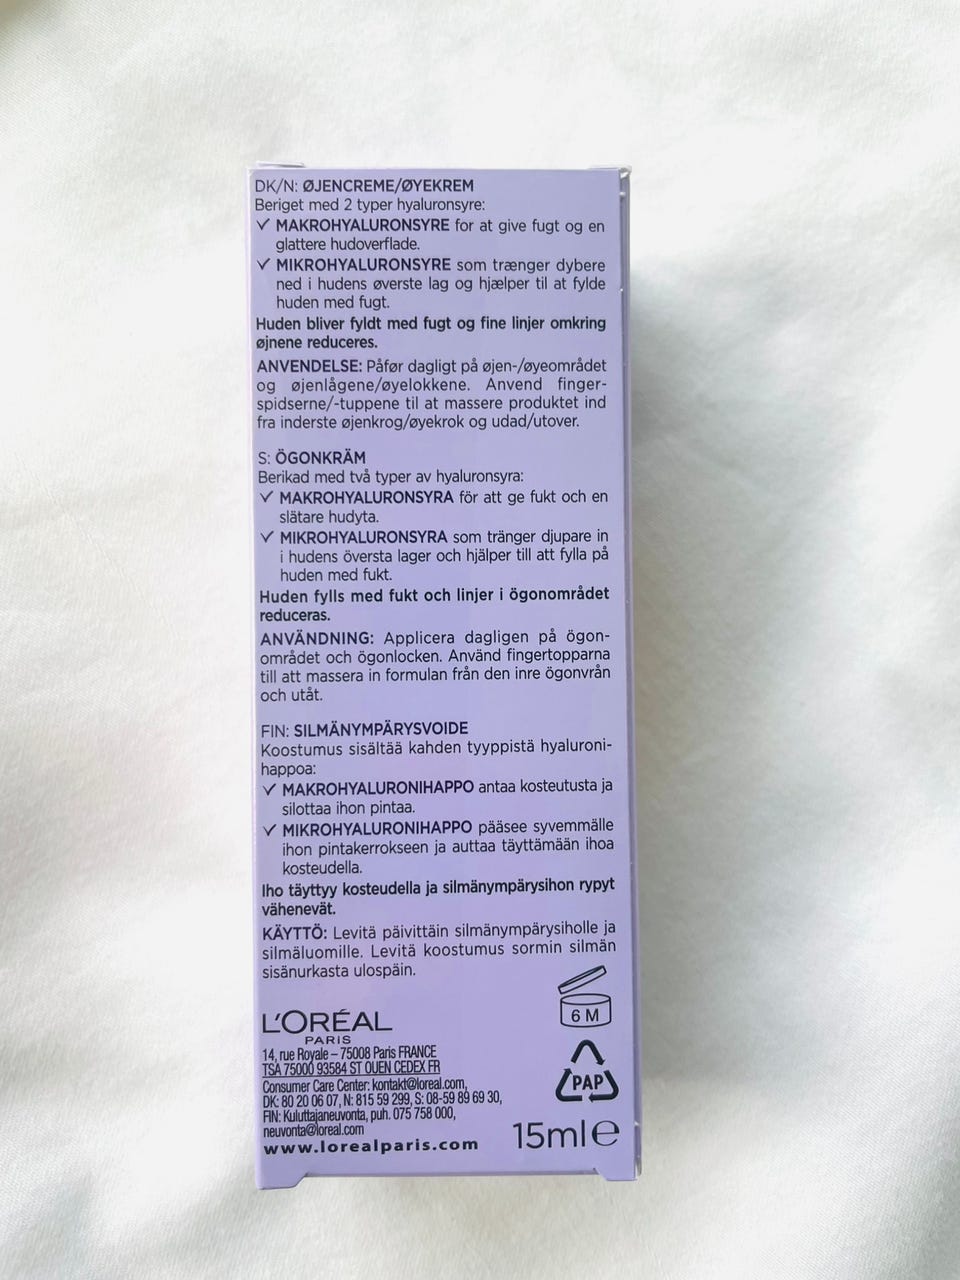 DK/N: ØJENCREME/ØYEKREM
Beriget med 2 typer hyaluronsyre:
✓ MAKROHYALURONSYRE for at give fugt og en
glattere hudoverflade.
✓ MIKROHYALURONSYRE som trænger dybere
ned i hudens øverste lag og hjælper til at fylde
huden med fugt.
Huden bliver fyldt med fugt og fine linjer omkring
øjnene reduceres.
ANVENDELSE: Påfør dagligt på øjen-/øyeområdet
og øjenlågene/øyelokkene. Anvend finger-
spidserne/-tuppene til at massere produktet ind
fra inderste øjenkrog/øyekrok og udad/utover.
S: ÖGONKRÄM
Berikad med två typer av hyaluronsyra:
✓ MAKROHYALURONSYRA för att ge fukt och en
slätare hudyta.
✓ MIKROHYALURONSYRA som tränger djupare in
i hudens översta lager och hjälper till att fylla på
huden med fukt.
Huden fylls med fukt och linjer i ögonområdet
reduceras.
ANVÄNDNING: Applicera dagligen på ögon-
området och ögonlocken. Använd fingertopparna
till att massera in formulan från den inre ögonvrån
och utåt.
FIN: SILMÄNYMPÄRYSVOIDE
Koostumus sisältää kahden tyyppistä hyaluroni-
happoa:
✓ MAKROHYALURONIHAPPO antaa kosteutusta ja
silottaa ihon pintaa.
✓ MIKROHYALURONIHAPPO pääsee syvemmälle
ihon pintakerrokseen ja auttaa täyttämään ihoa
kosteudella.
Iho täyttyy kosteudella ja silmänympärysihon rypyt
vähenevät.
KÄYTTÖ: Levitä päivittäin silmänympärysiholle ja
silmäluomille. Levitä koostumus sormin silmän
sisänurkasta ulospäin.
6 M
L'ORÉAL
PARIS
14, rue Royale – 75008 Paris FRANCE
TSA 75000 93584 ST OUEN CEDEX FR
Consumer Care Center: kontakt@loreal.com,
DK: 80 20 06 07, N: 815 59 299, S: 08-59 89 69 30,
FIN: Kuluttajaneuvonta, puh. 075 758 000,
neuvonta@loreal.com
www.lorealparis.com
PAP
15ml e